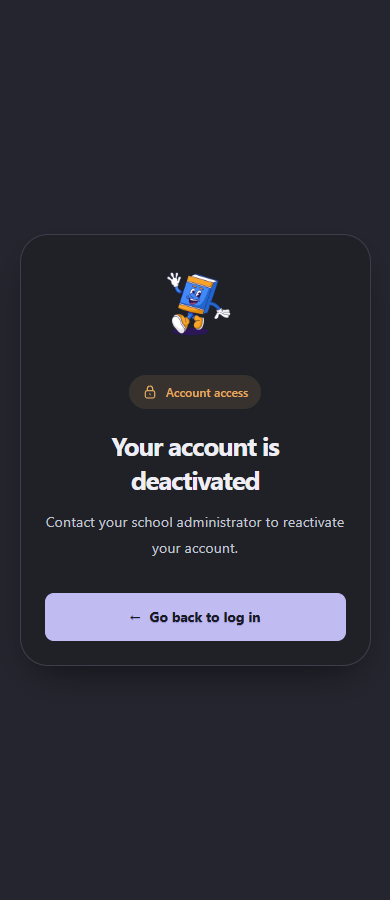 Account access
Your account is
deactivated
Contact your school administrator to reactivate
your account.
← Go back to log in